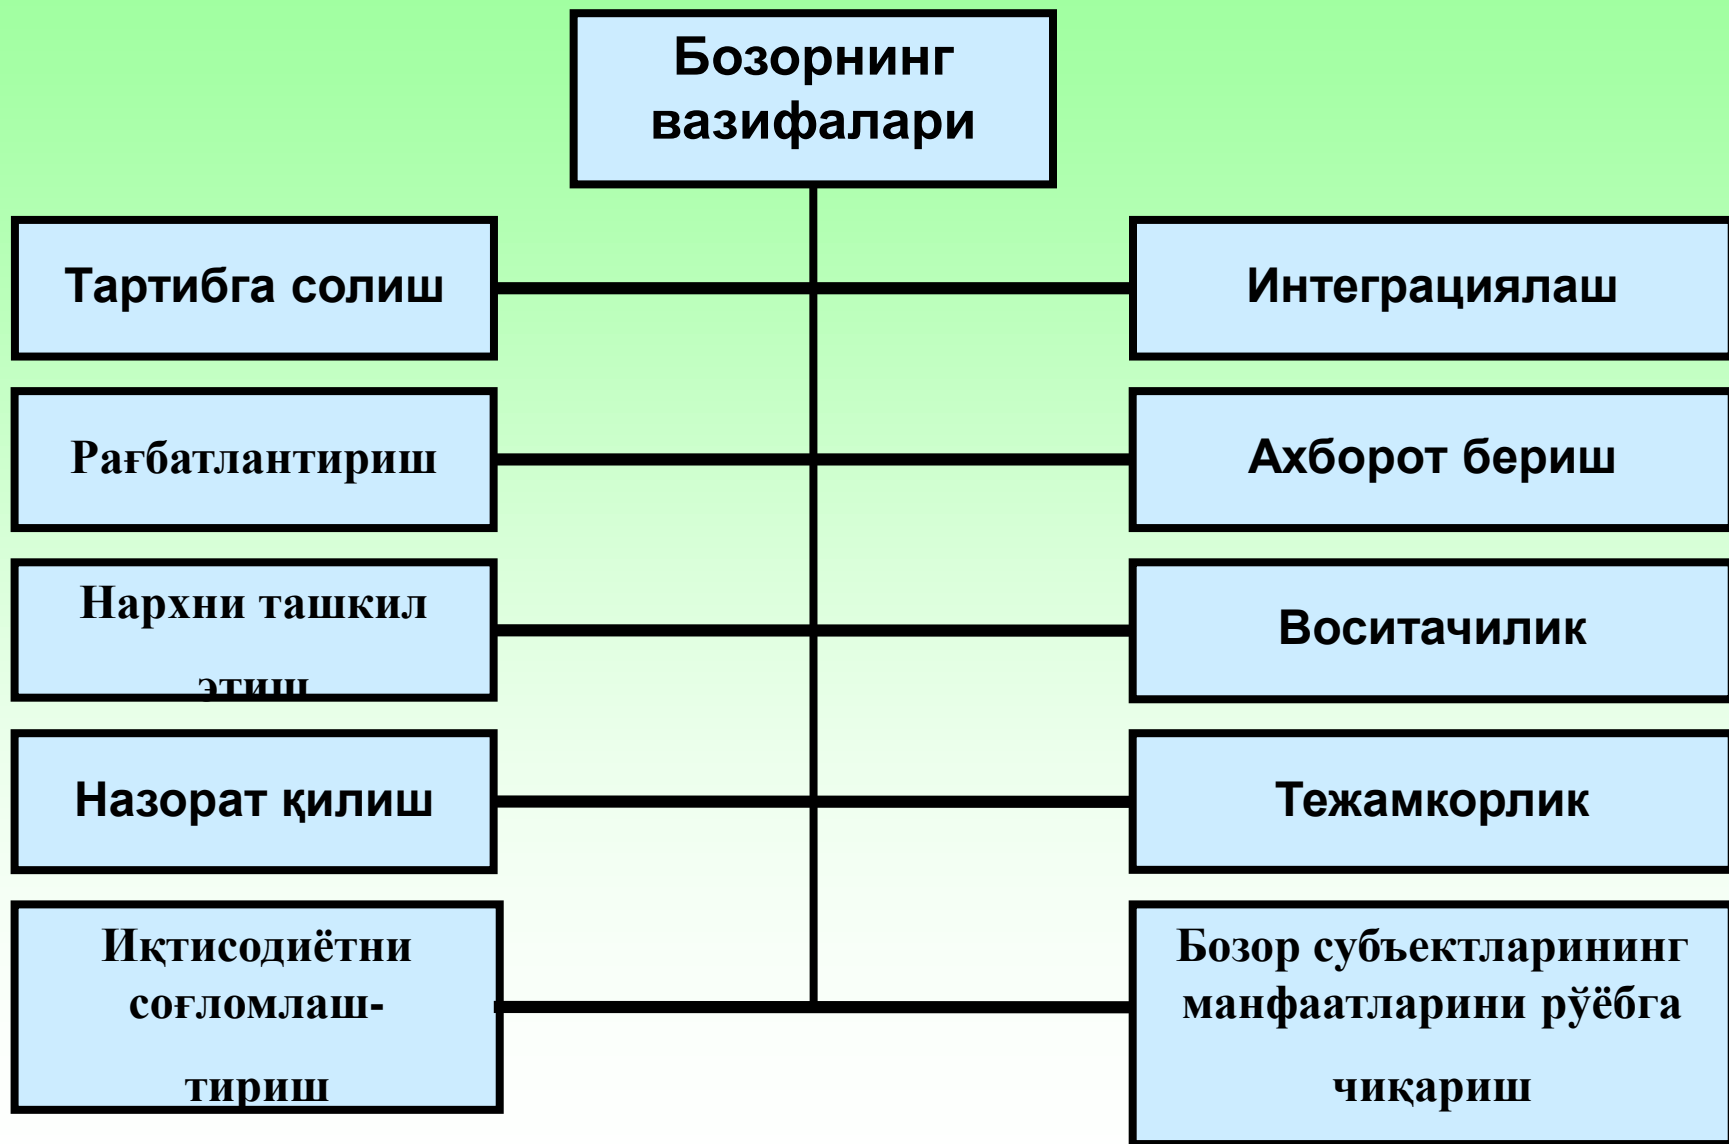 Бозорнинг
вазифалари
Тартибга солиш
Интеграциялаш
Рағбатлантириш
Ахборот бериш
Нархни ташкил
этиш
Воситачилик
Назорат қилиш
Тежамкорлик
Иқтисодиётни
соғломлаш-
тириш
Бозор субъектларининг
манфаатларини рўёбга
чиқариш